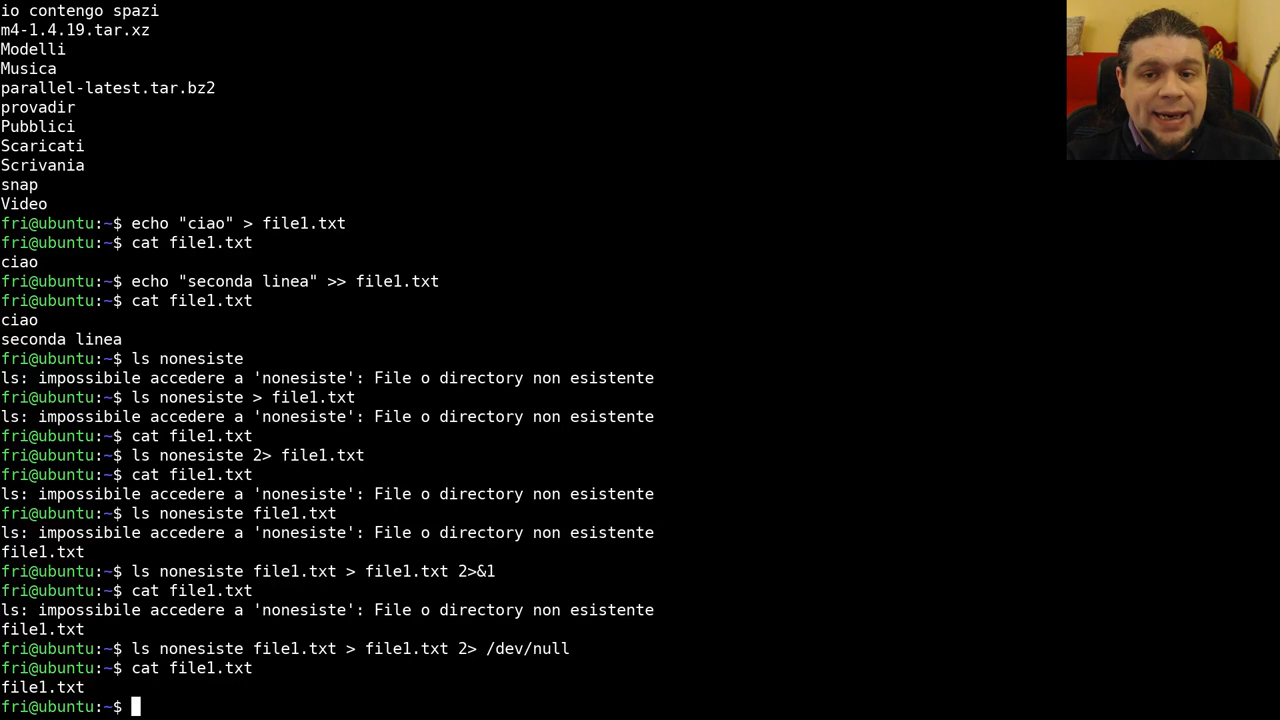 io contengo spazi
m4-1.4.19.tar.xz
Modelli
Musica
parallel-latest.tar.bz2
provadir
Pubblici
Scaricati
Scrivania
snap
Video
fri@ubuntu:~$ echo "ciao" > file1.txt
fri@ubuntu:~$ cat file1.txt
ciao
fri@ubuntu:~$ echo "seconda linea" >> file1.txt
fri@ubuntu:~$ cat file1.txt
ciao
seconda linea
fri@ubuntu:~$ ls nonesiste
ls: impossibile accedere a 'nonesiste': File o directory non esistente
fri@ubuntu:~$ ls nonesiste > file1.txt
ls: impossibile accedere a 'nonesiste': File o directory non esistente
fri@ubuntu:~$ cat file1.txt
fri@ubuntu:~$ ls nonesiste 2> file1.txt
fri@ubuntu:~$ cat file1.txt
ls: impossibile accedere a 'nonesiste': File o directory non esistente
fri@ubuntu:~$ ls nonesiste file1.txt
ls: impossibile accedere a 'nonesiste': File o directory non esistente
file1.txt
fri@ubuntu:~$ ls nonesiste file1.txt > file1.txt 2>&1
fri@ubuntu:~$ cat file1.txt
ls: impossibile accedere a 'nonesiste': File o directory non esistente
file1.txt
fri@ubuntu:~$ ls nonesiste file1.txt > file1.txt 2> /dev/null
fri@ubuntu:~$ cat file1.txt
file1.txt
fri@ubuntu:~$